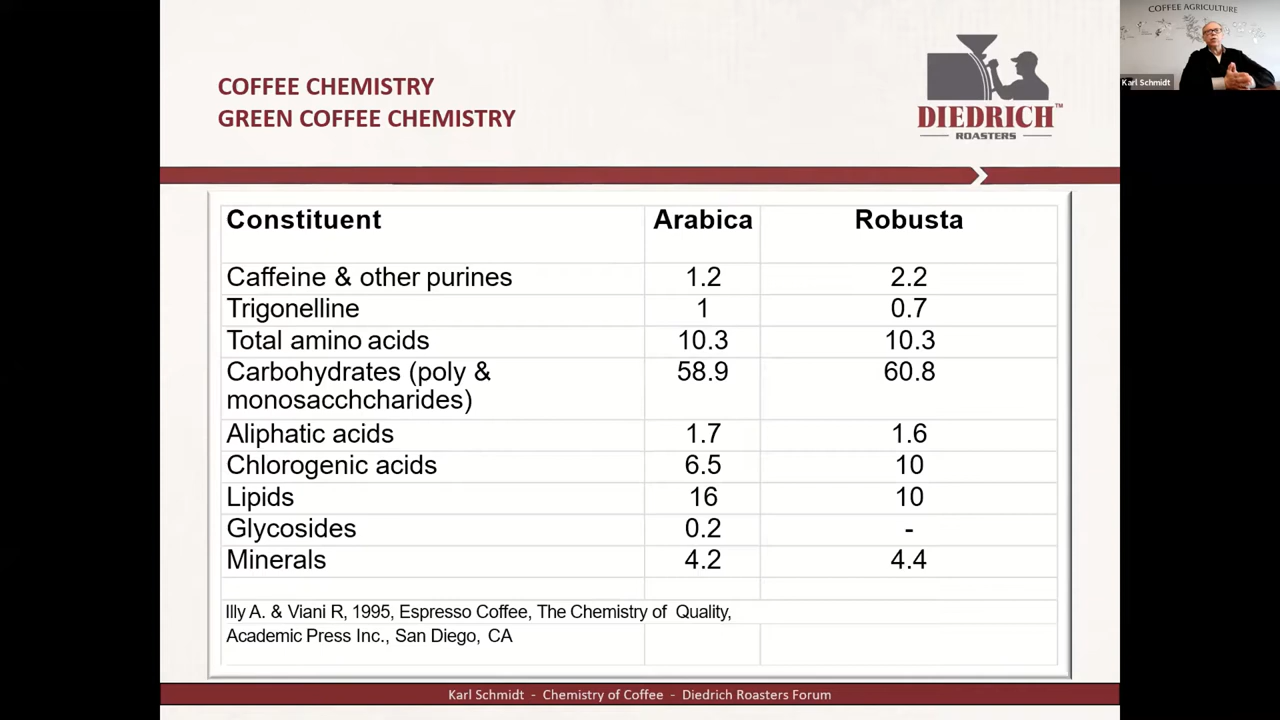 COFFEE AGRICULTURE
Karl Schmidt
COFFEE CHEMISTRY
GREEN COFFEE CHEMISTRY
DIEDRICH™
ROASTERS
Constituent Arabica Robusta
Caffeine & other purines 1.2 2.2
Trigonelline 1 0.7
Total amino acids 10.3 10.3
Carbohydrates (poly & 58.9 60.8
monosacchcharides)
Aliphatic acids 1.7 1.6
Chlorogenic acids 6.5 10
Lipids 16 10
Glycosides 0.2 -
Minerals 4.2 4.4
Illy A. & Viani R, 1995, Espresso Coffee, The Chemistry of Quality,
Academic Press Inc., San Diego, CA
Karl Schmidt - Chemistry of Coffee - Diedrich Roasters Forum